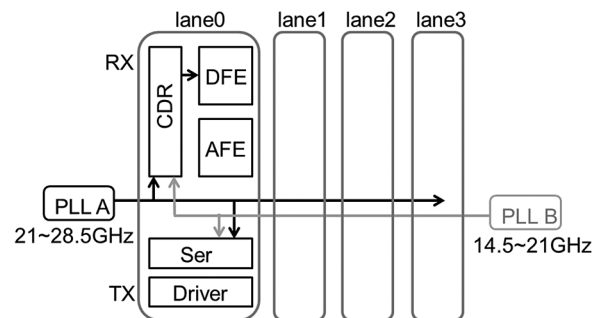 lane0 lane1 lane2 lane3
RX
CDR
DFE
AFE
PLL A
21~28.5GHz
PLL B
14.5~21GHz
Ser
TX
Driver